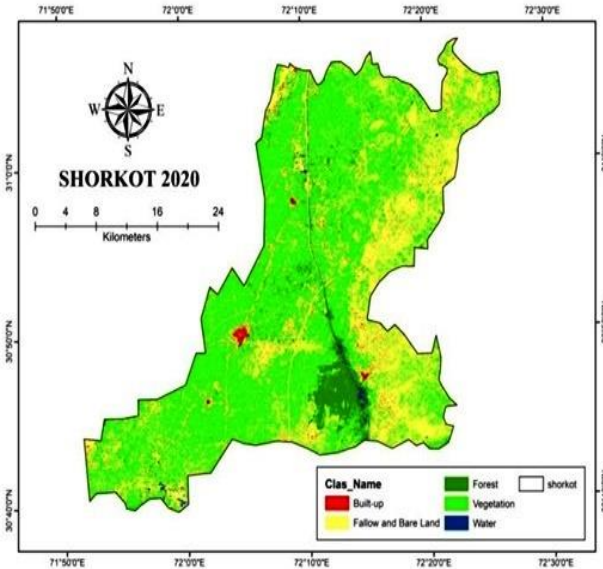 71°50'0"E 72°0'0"E 72°10'0"E 72°20'0"E 72°30'0"E
N
W E
S
SHORKOT 2020
0 4 8 16 24
Kilometers
31°0'0"N
30°50'0"N
30°40'0"N
Clas_Name
Built-up
Fallow and Bare Land
Forest
Vegetation
Water
shorkot
71°50'0"E 72°0'0"E 72°10'0"E 72°20'0"E 72°30'0"E